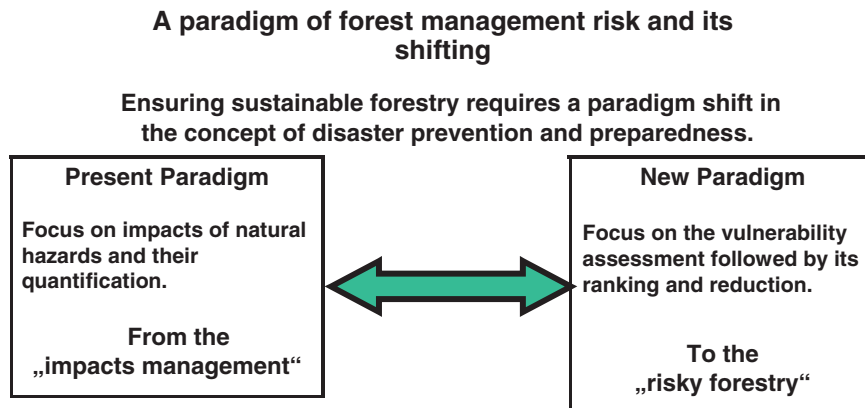 A paradigm of forest management risk and its
shifting
Ensuring sustainable forestry requires a paradigm shift in
the concept of disaster prevention and preparedness.
Present Paradigm
Focus on impacts of natural
hazards and their
quantification.
From the
„impacts management“
New Paradigm
Focus on the vulnerability
assessment followed by its
ranking and reduction.
To the
„risky forestry“